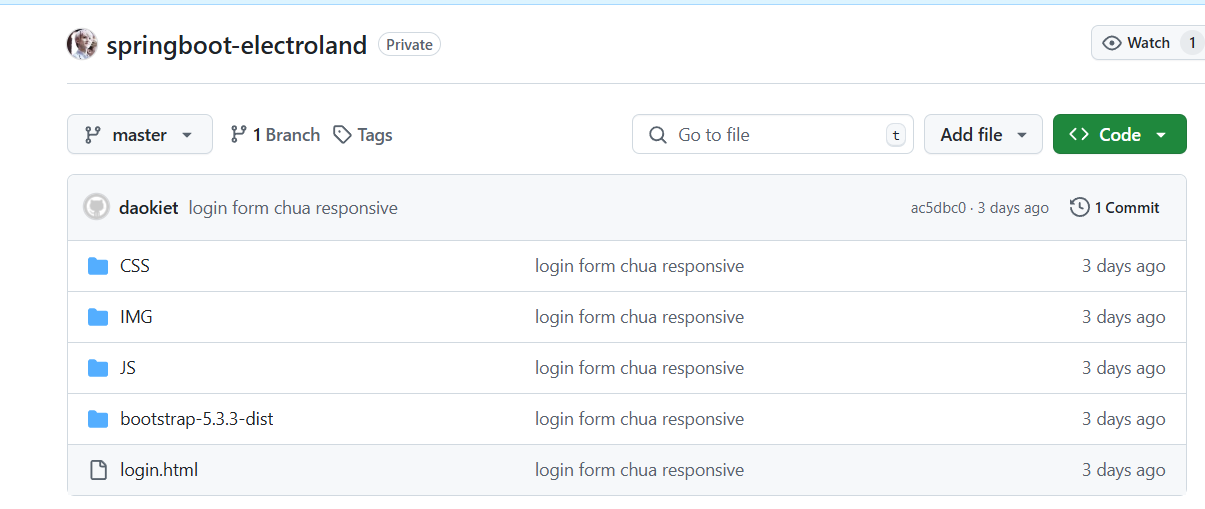 springboot-electroland Private Watch 1
master 1 Branch Tags Go to file t Add file Code
daokiet login form chua responsive ac5dbc0 · 3 days ago 1 Commit
CSS login form chua responsive 3 days ago
IMG login form chua responsive 3 days ago
JS login form chua responsive 3 days ago
bootstrap-5.3.3-dist login form chua responsive 3 days ago
login.html login form chua responsive 3 days ago